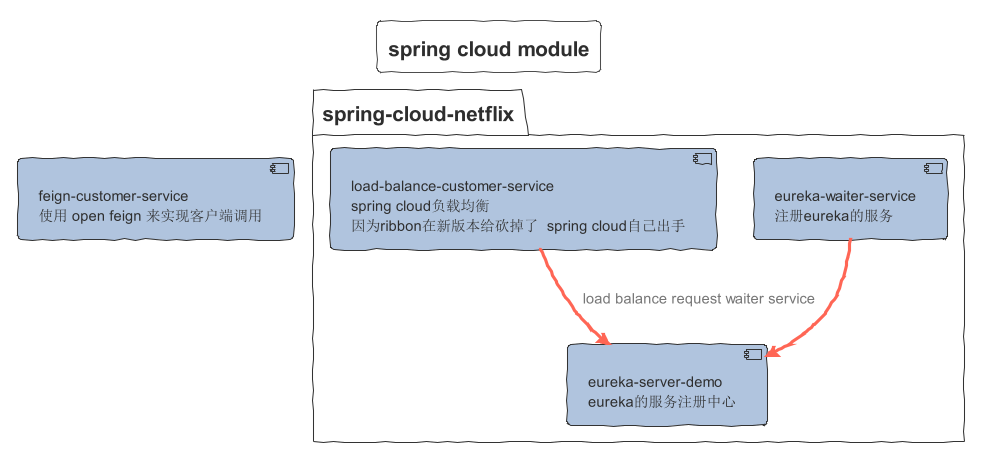 spring cloud module
spring-cloud-netflix
feign-customer-service
使用 open feign 来实现客户端调用
load-balance-customer-service
spring cloud负载均衡
因为ribbon在新版本给砍掉了 spring cloud自己出手
eureka-waiter-service
注册eureka的服务
load balance request waiter service
eureka-server-demo
eureka的服务注册中心